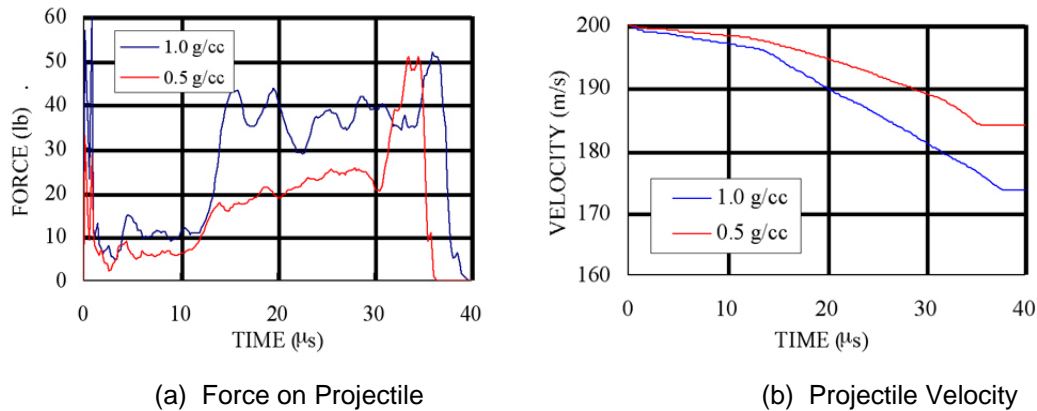 60
50
40
30
20
10
0
FORCE (lb) .
1.0 g/cc
0.5 g/cc
0 10 20 30 40
TIME (µs)
(a) Force on Projectile
200
190
180
170
160
VELOCITY (m/s)
1.0 g/cc
0.5 g/cc
0 10 20 30 40
TIME (µs)
(b) Projectile Velocity